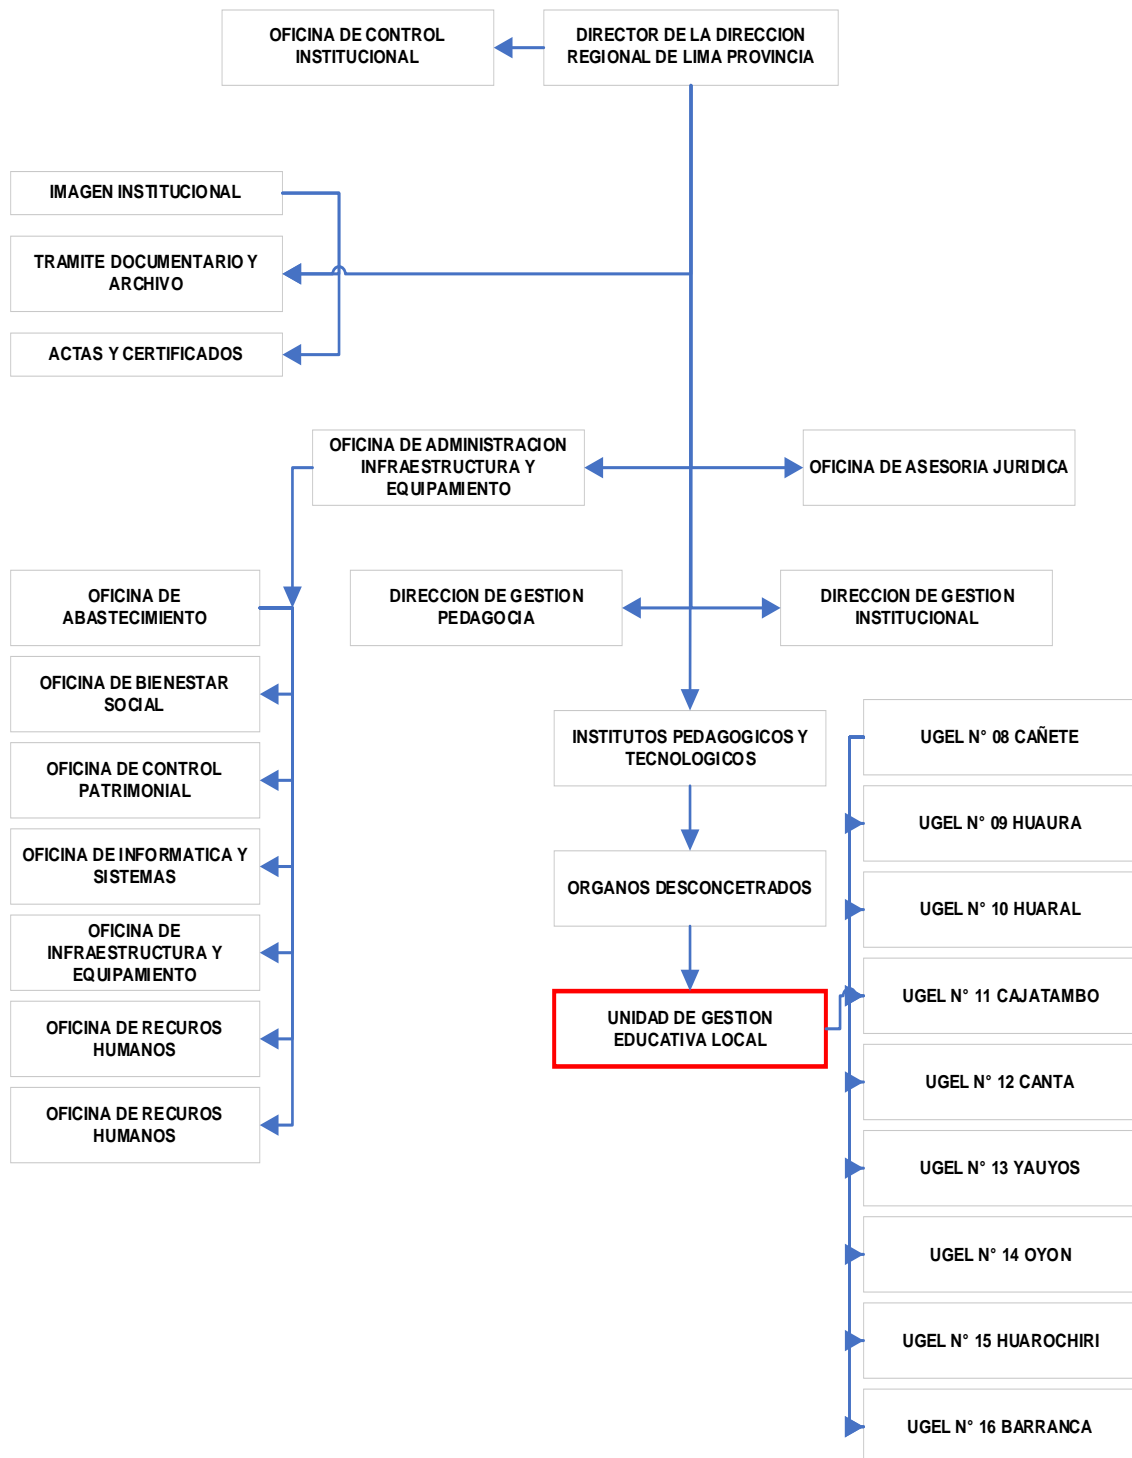 OFICINA DE CONTROL
INSTITUCIONAL
DIRECTOR DE LA DIRECCION
REGIONAL DE LIMA PROVINCIA
IMAGEN INSTITUCIONAL
TRAMITE DOCUMENTARIO Y
ARCHIVO
ACTAS Y CERTIFICADOS
OFICINA DE ADMINISTRACION
INFRAESTRUCTURA Y
EQUIPAMIENTO
OFICINA DE ASESORIA JURIDICA
OFICINA DE
ABASTECIMIENTO
DIRECCION DE GESTION
PEDAGOCIA
DIRECCION DE GESTION
INSTITUCIONAL
OFICINA DE BIENESTAR
SOCIAL
OFICINA DE CONTROL
PATRIMONIAL
OFICINA DE INFORMATICA Y
SISTEMAS
OFICINA DE
INFRAESTRUCTURA Y
EQUIPAMIENTO
OFICINA DE RECUROS
HUMANOS
OFICINA DE RECUROS
HUMANOS
INSTITUTOS PEDAGOGICOS Y
TECNOLOGICOS
ORGANOS DESCONCETRADOS
UNIDAD DE GESTION
EDUCATIVA LOCAL
UGEL N° 08 CAÑETE
UGEL N° 09 HUAURA
UGEL N° 10 HUARAL
UGEL N° 11 CAJATAMBO
UGEL N° 12 CANTA
UGEL N° 13 YAUYOS
UGEL N° 14 OYON
UGEL N° 15 HUAROCHIRI
UGEL N° 16 BARRANCA